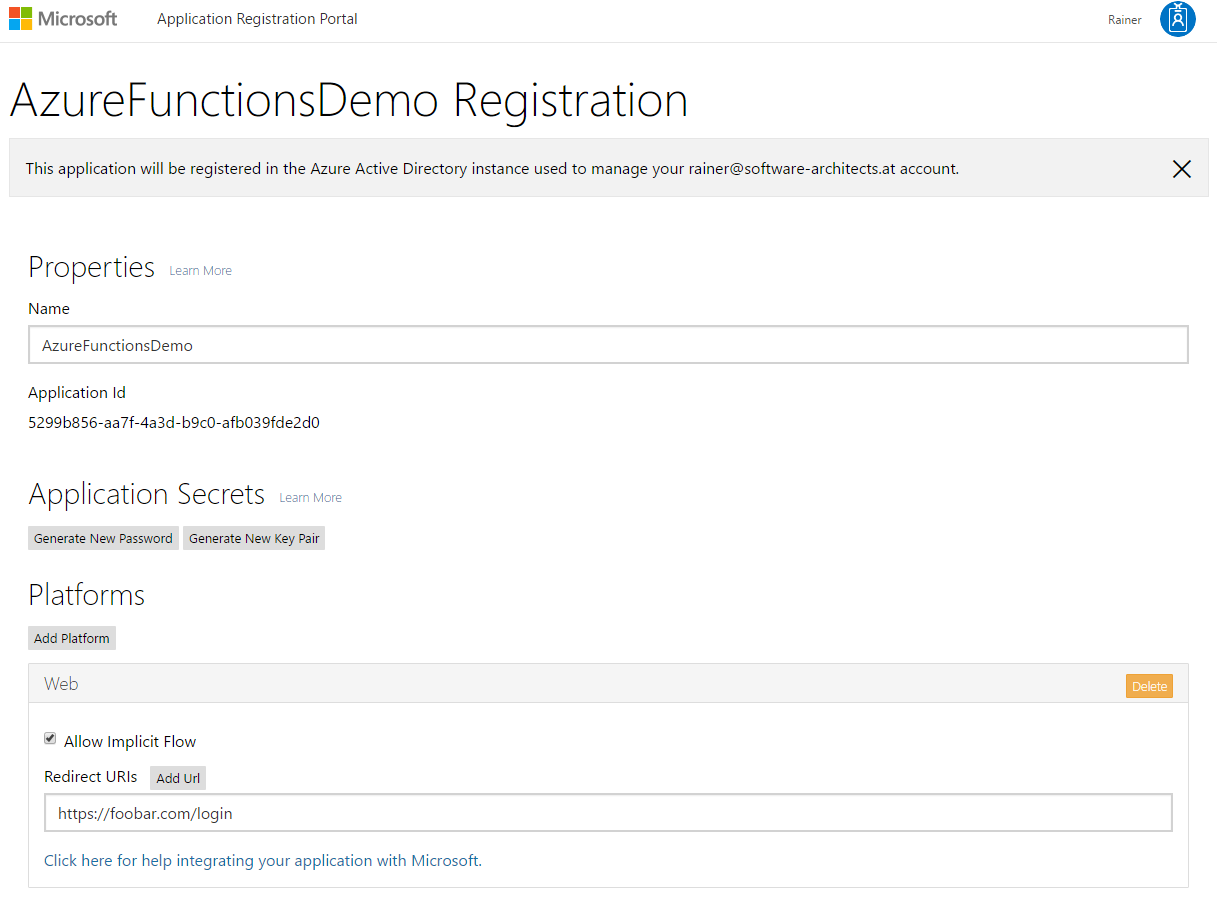 Microsoft Application Registration Portal Rainer
AzureFunctionsDemo Registration
This application will be registered in the Azure Active Directory instance used to manage your rainer@software-architects.at account.
Properties Learn More
Name
AzureFunctionsDemo
Application Id
5299b856-aa7f-4a3d-b9c0-afb039fde2d0
Application Secrets Learn More
Generate New Password Generate New Key Pair
Platforms
Add Platform
Web Delete
Allow Implicit Flow
Redirect URIs Add Url
https://foobar.com/login
Click here for help integrating your application with Microsoft.